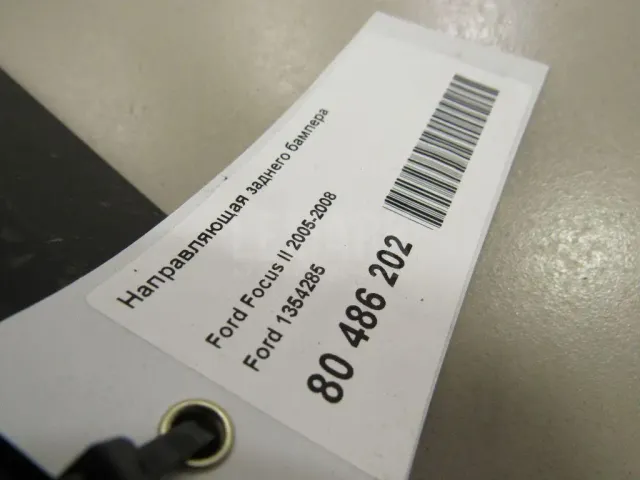 Направляющая заднего бампера
Ford Focus II 2005-2008
Ford 1354285
80 486 202